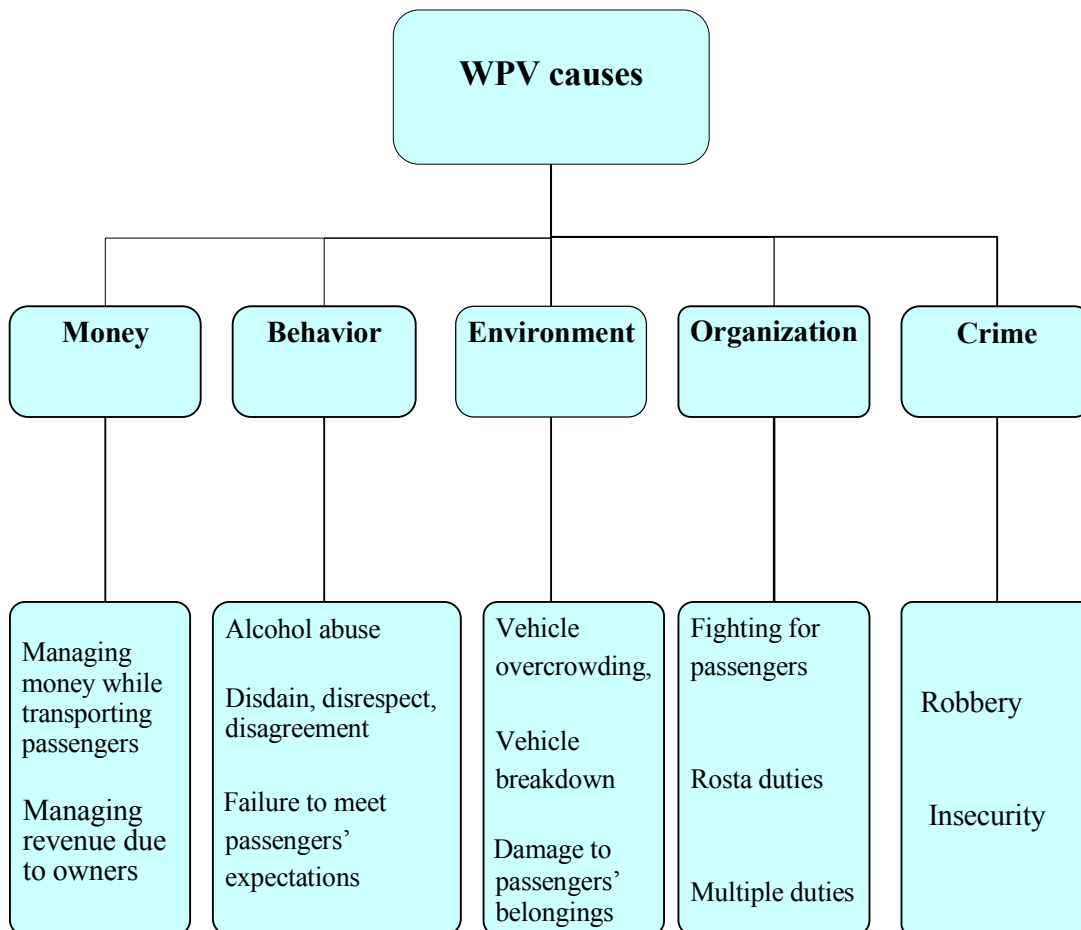 WPV causes
Money
Behavior
Environment
Organization
Crime
Managing
money while
transporting
passengers
Managing
revenue due
to owners
Alcohol abuse
Disdain, disrespect,
disagreement
Failure to meet
passengers’
expectations
Vehicle
overcrowding,
Vehicle
breakdown
Damage to
passengers’
belongings
Fighting for
passengers
Rosta duties
Multiple duties
Robbery
Insecurity